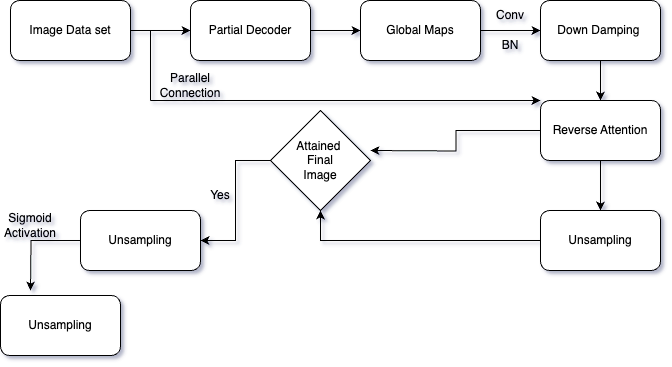 Image Data set
Partial Decoder
Global Maps
Conv
BN
Down Damping
Parallel
Connection
Reverse Attention
Attained
Final
Image
Yes
Unsampling
Unsampling
Sigmoid
Activation
Unsampling